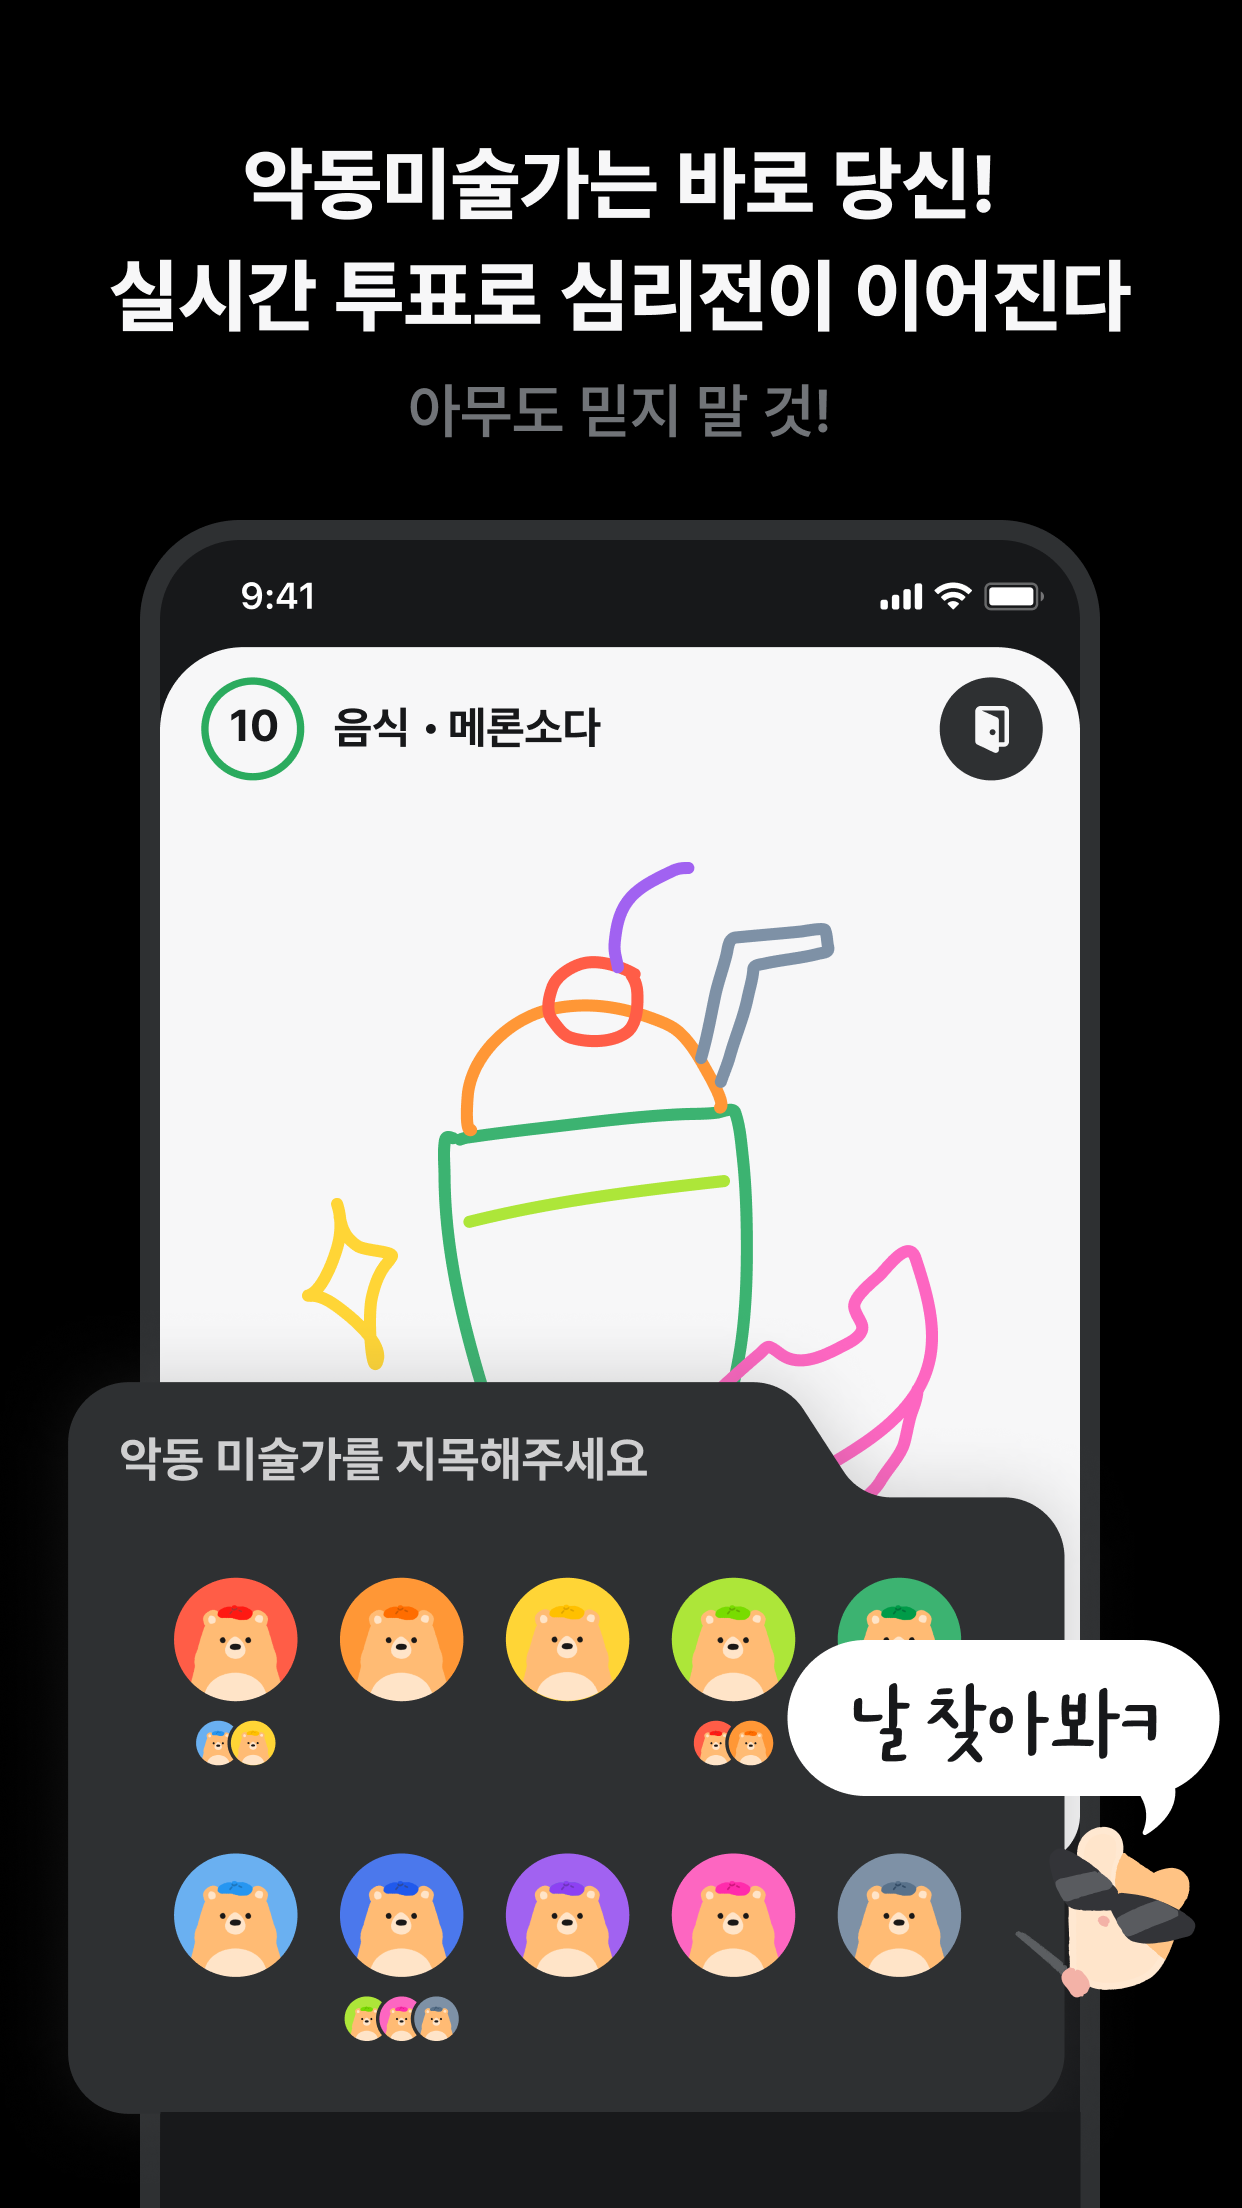 악동미술가는 바로 당신!
실시간 투표로 심리전이 이어진다
아무도 믿지 말 것!
9:41
10 음식 • 메론소다
악동 미술가를 지목해주세요
날 찾아봐ㅋ